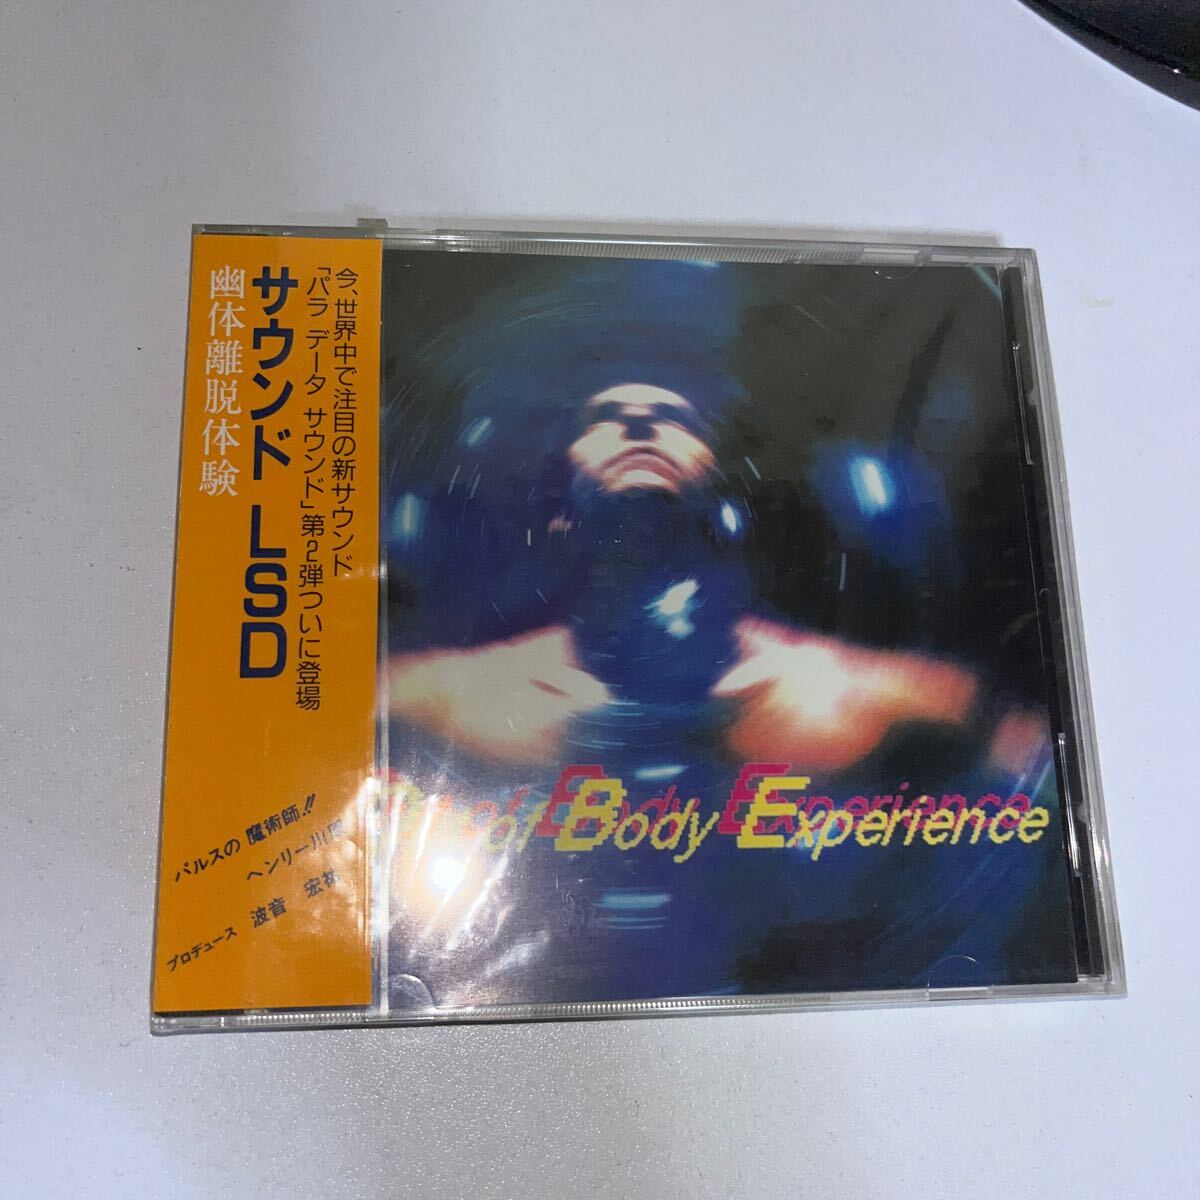 今、世界中で注目の新サウンド
「パラ データ サウンド」第2弾ついに登場
サウンド LSD
幽体離脱体験
パルスの 魔術師!!
ヘンリー川原
プロデュース 波音 宏祐
Out of Body Experience